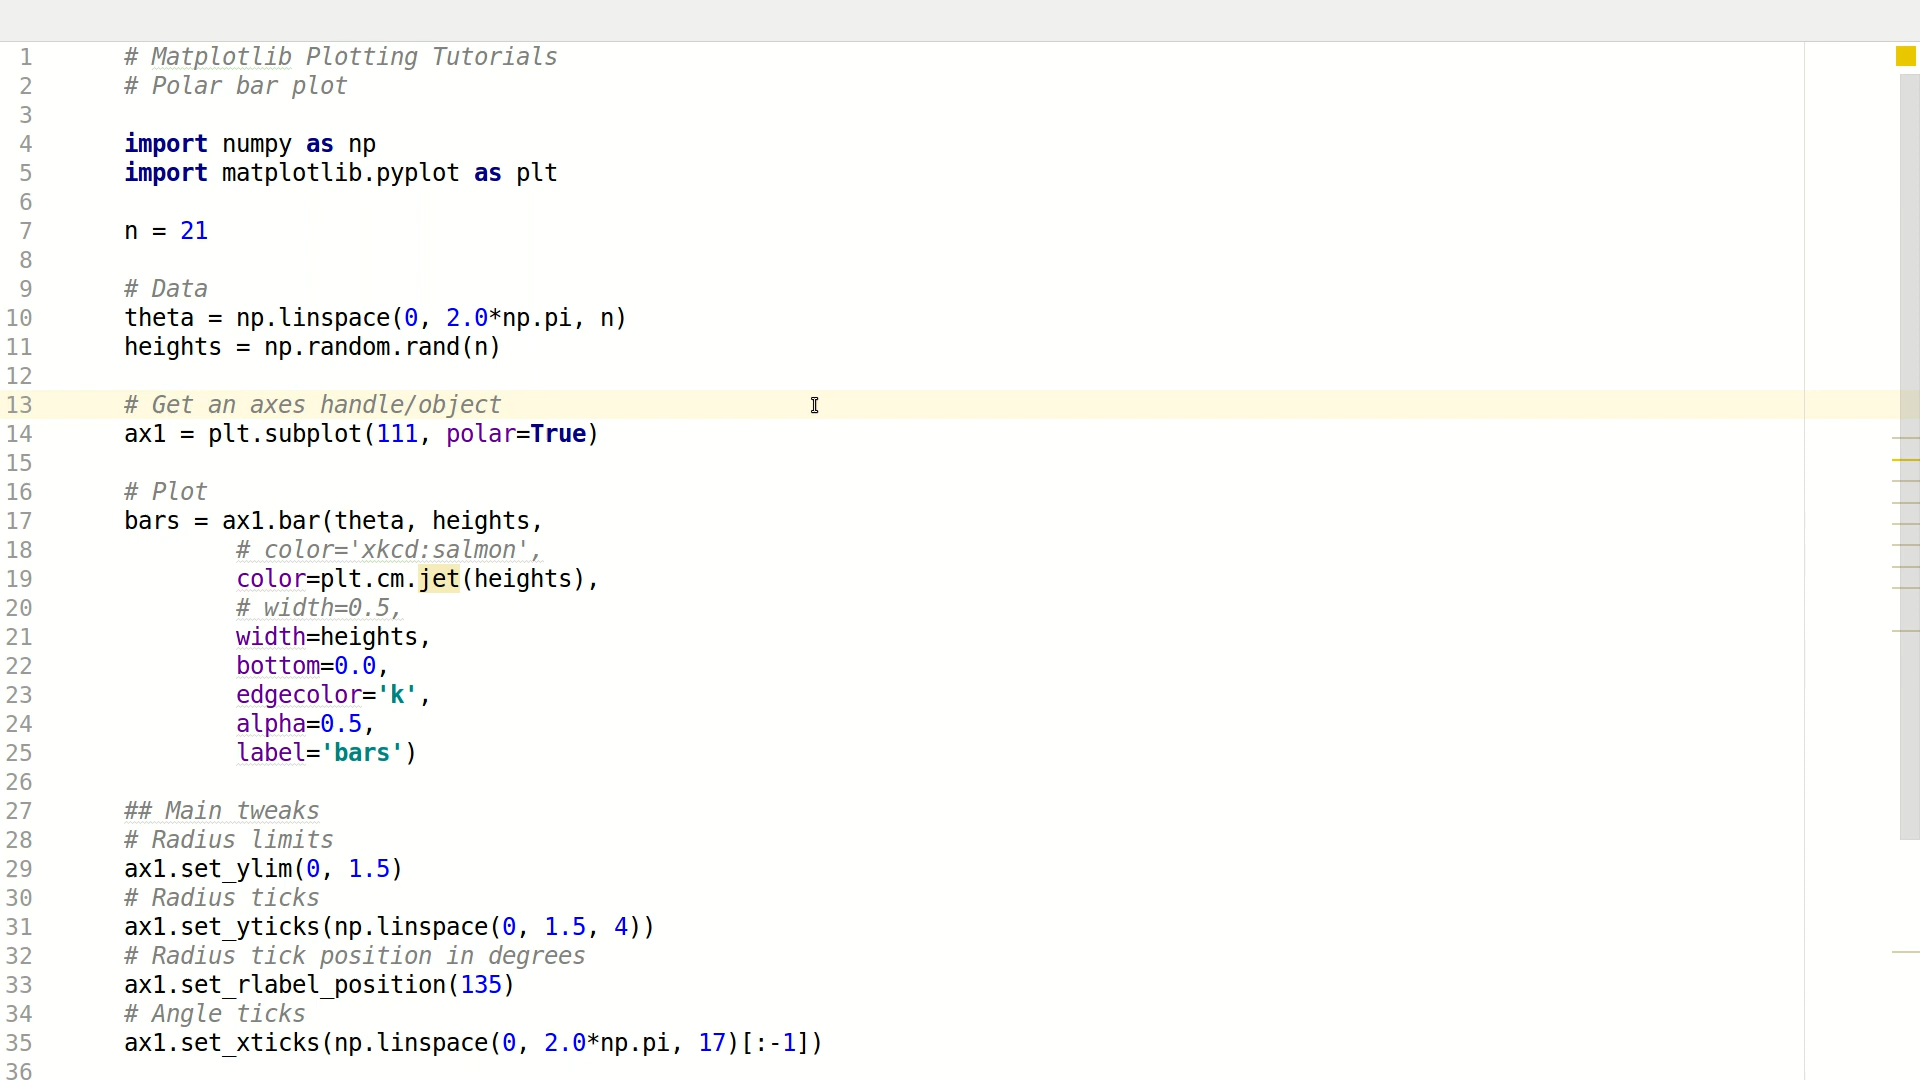 1 # Matplotlib Plotting Tutorials
2 # Polar bar plot
3
4 import numpy as np
5 import matplotlib.pyplot as plt
6
7 n = 21
8
9 # Data
10 theta = np.linspace(0, 2.0*np.pi, n)
11 heights = np.random.rand(n)
12
13 # Get an axes handle/object
14 ax1 = plt.subplot(111, polar=True)
15
16 # Plot
17 bars = ax1.bar(theta, heights,
18 # color='xkcd:salmon',
19 color=plt.cm.jet(heights),
20 # width=0.5,
21 width=heights,
22 bottom=0.0,
23 edgecolor='k',
24 alpha=0.5,
25 label='bars')
26
27 ## Main tweaks
28 # Radius limits
29 ax1.set_ylim(0, 1.5)
30 # Radius ticks
31 ax1.set_yticks(np.linspace(0, 1.5, 4))
32 # Radius tick position in degrees
33 ax1.set_rlabel_position(135)
34 # Angle ticks
35 ax1.set_xticks(np.linspace(0, 2.0*np.pi, 17)[:-1])
36